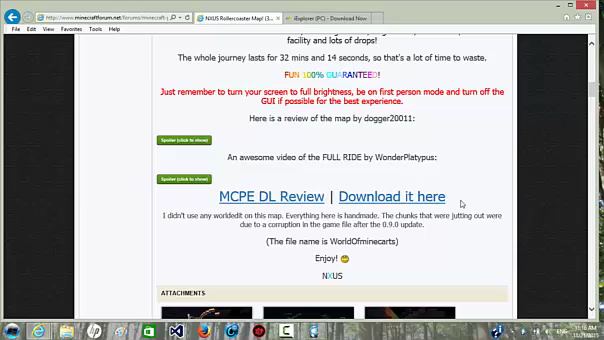 http://www.minecraftforum.net/forums/minecraft-p
NXUS Rollercoaster Map! (3...
iExplorer (PC) - Download Now
File Edit View Favorites Tools Help
facility and lots of drops!
The whole journey lasts for 32 mins and 14 seconds, so that's a lot of time to waste.
FUN 100% GUARANTEED!
Just remember to turn your screen to full brightness, be on first person mode and turn off the
GUI if possible for the best experience.
Here is a review of the map by dogger20011:
Spoiler (click to show)
An awesome video of the FULL RIDE by WonderPlatypus:
Spoiler (click to show)
MCPE DL Review | Download it here
I didn't use any worldedit on this map. Everything here is handmade. The chunks that were jutting out were
due to a corruption in the game file after the 0.9.0 update.
(The file name is WorldOfminecarts)
Enjoy!
NXUS
ATTACHMENTS
ENG